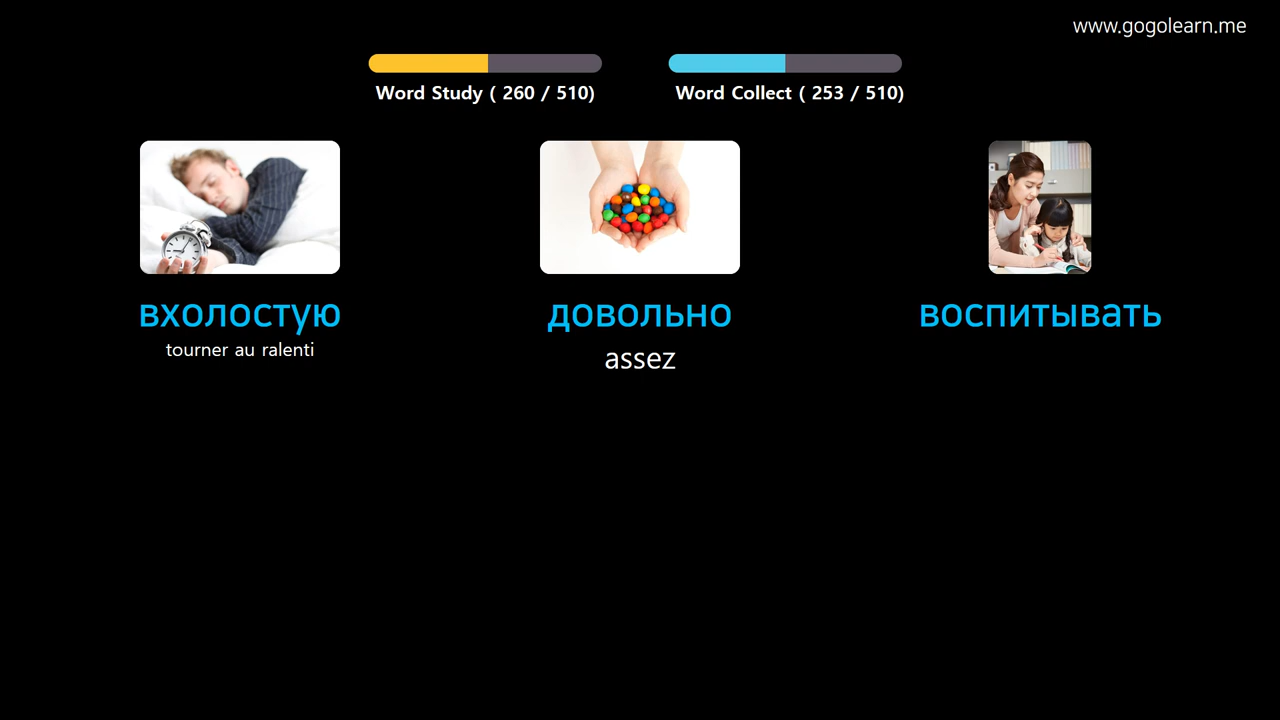 www.gogolearn.me
Word Study ( 260 / 510)
Word Collect ( 253 / 510)
вхолостую
довольно
воспитывать
tourner au ralenti
assez